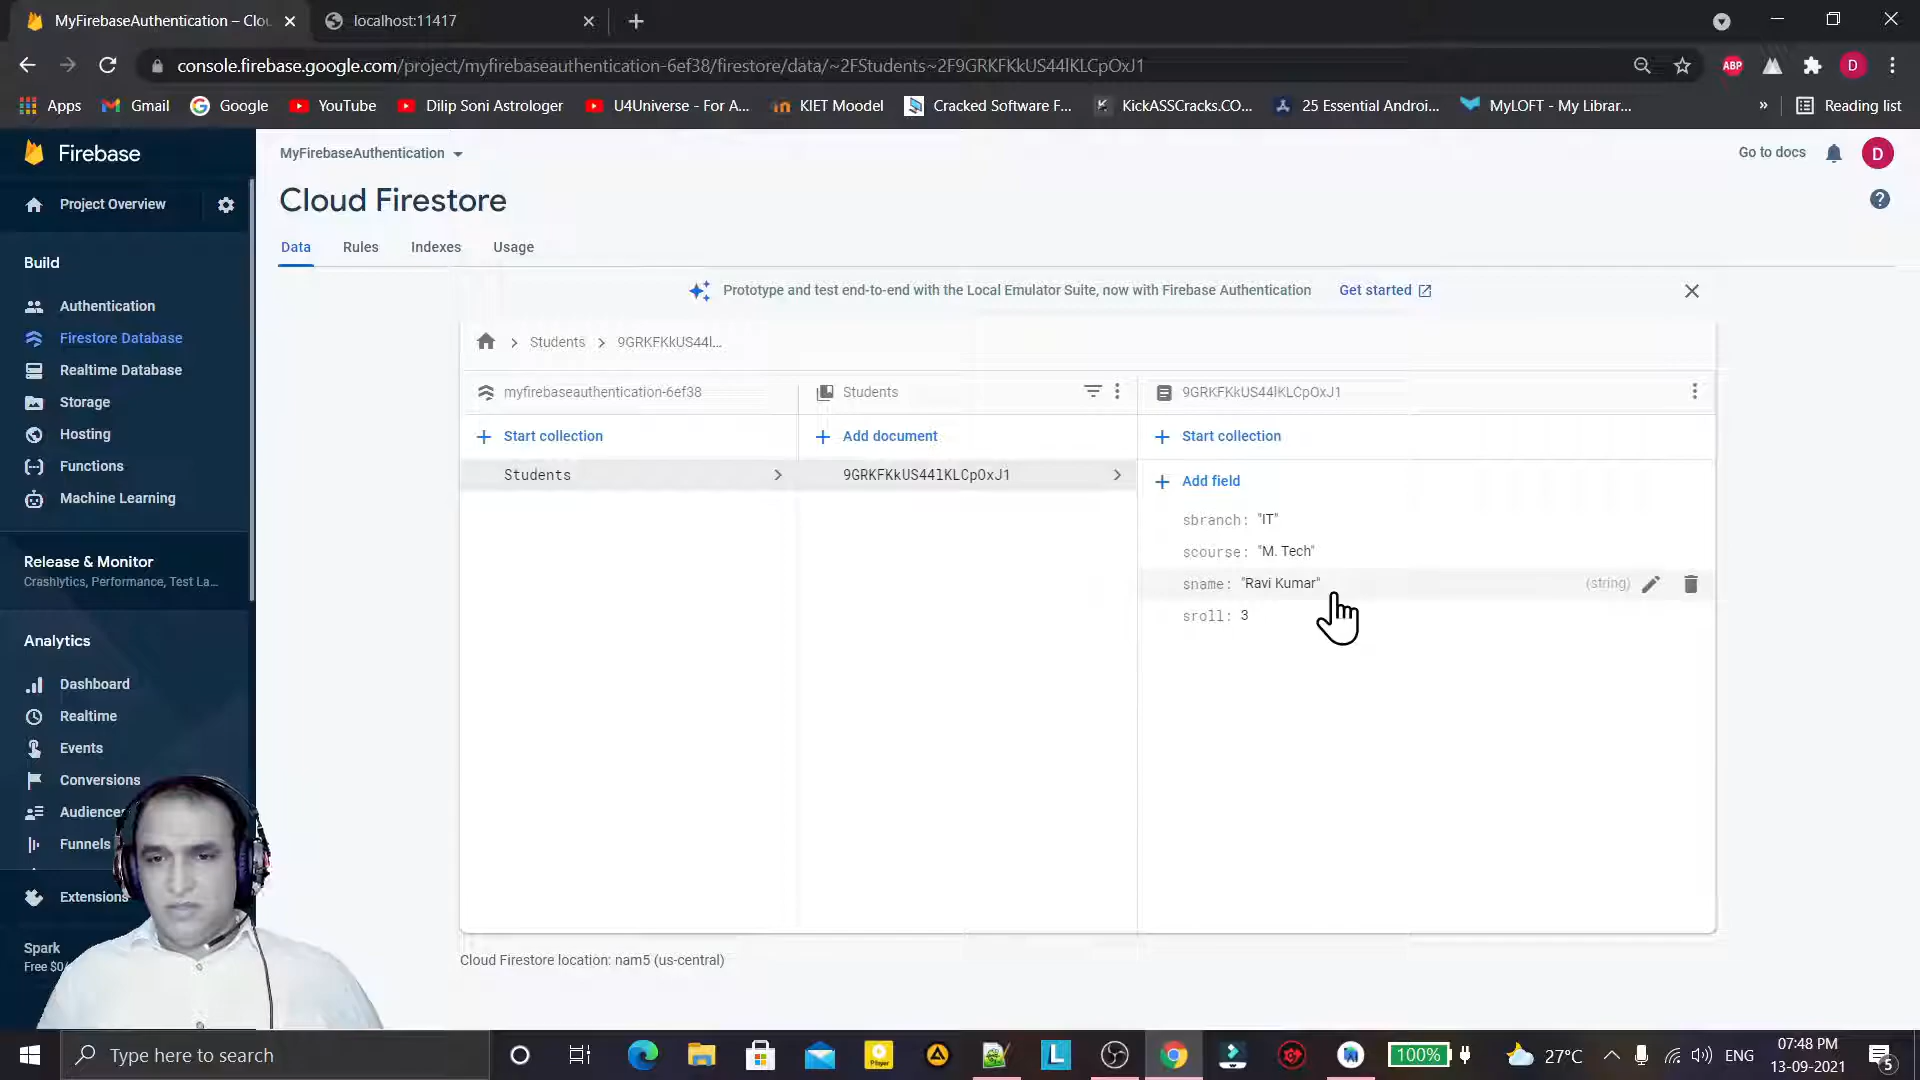 MyFirebaseAuthentication – Clo
localhost:11417
console.firebase.google.com/project/myfirebaseauthentication-6ef38/firestore/data/~2FStudents~2F9GRKFKkUS44lKLCpOxJ1
ABP
D
Apps
Gmail
Google
YouTube
Dilip Soni Astrologer
U4Universe - For A...
KIET Moodel
Cracked Software F...
KickASSCracks.CO...
25 Essential Androi...
MyLOFT - My Librar...
»
Reading list
Firebase
MyFirebaseAuthentication
Go to docs
D
Project Overview
Cloud Firestore
Data
Rules
Indexes
Usage
Build
Authentication
Firestore Database
Realtime Database
Storage
Hosting
Functions
Machine Learning
Prototype and test end-to-end with the Local Emulator Suite, now with Firebase Authentication
Get started
Students
9GRKFKkUS44l...
myfirebaseauthentication-6ef38
Students
9GRKFKkUS44lKLCpOxJ1
Start collection
Add document
Start collection
Students
9GRKFKkUS44lKLCpOxJ1
Add field
sbranch: "IT"
scourse: "M. Tech"
sname: "Ravi Kumar"
(string)
sroll: 3
Release & Monitor
Crashlytics, Performance, Test La...
Analytics
Dashboard
Realtime
Events
Conversions
Audiences
Funnels
Extensions
Spark
Free $0/
Cloud Firestore location: nam5 (us-central)
Type here to search
100%
27°C
ENG
07:48 PM
13-09-2021
5